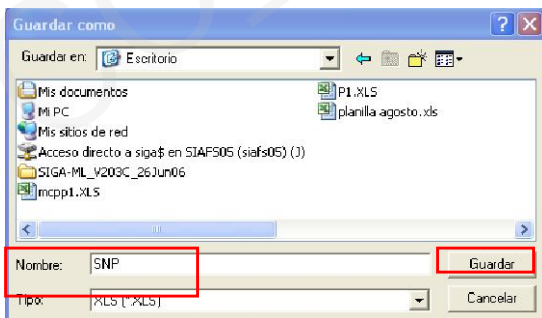 Guardar como
Guardar en: Escritorio
Mis documentos
Mi PC
Mis sitios de red
Acceso directo a siga$ en SIAFS05 (siafs05) (J)
SIGA-ML_V203C_26Jun06
mcpp1.XLS
P1.XLS
planilla agosto.xls
Nombre: SNP Guardar
Tipo: XLS (*.XLS) Cancelar